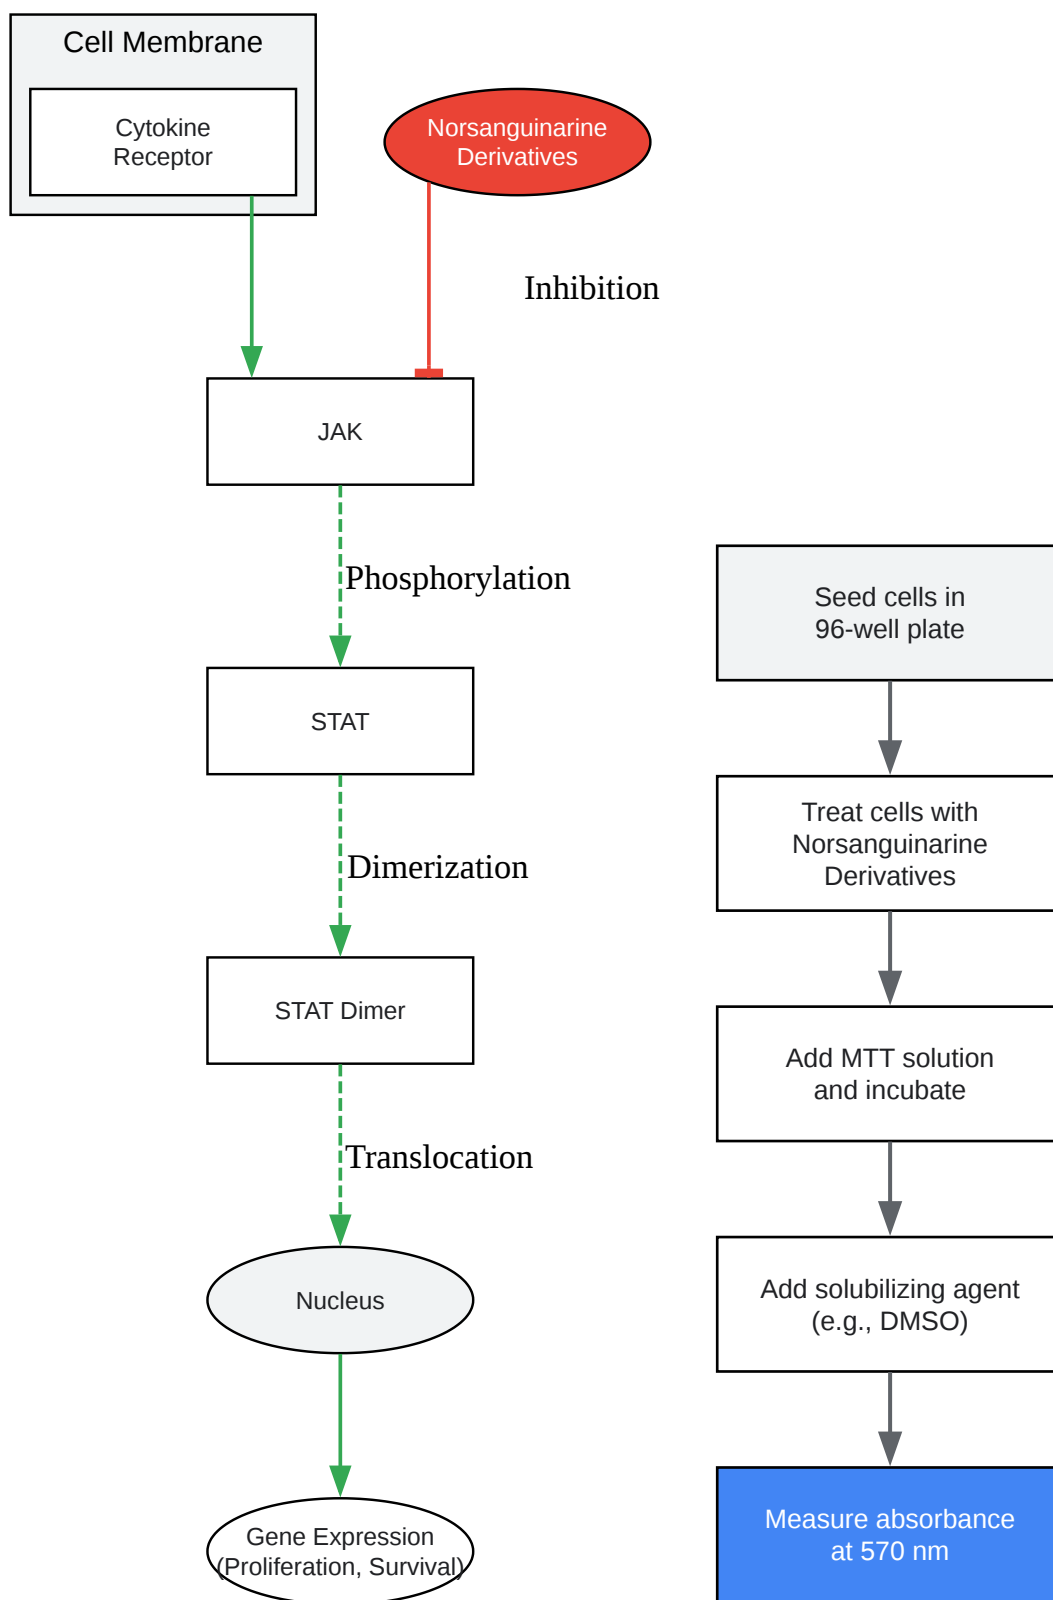 Cell Membrane
Cytokine
Receptor
Norsanguinarine
Derivatives
Inhibition
JAK
Phosphorylation
STAT
Dimerization
STAT Dimer
Translocation
Nucleus
Gene Expression
(Proliferation, Survival)
Seed cells in
96-well plate
Treat cells with
Norsanguinarine
Derivatives
Add MTT solution
and incubate
Add solubilizing agent
(e.g., DMSO)
Measure absorbance
at 570 nm